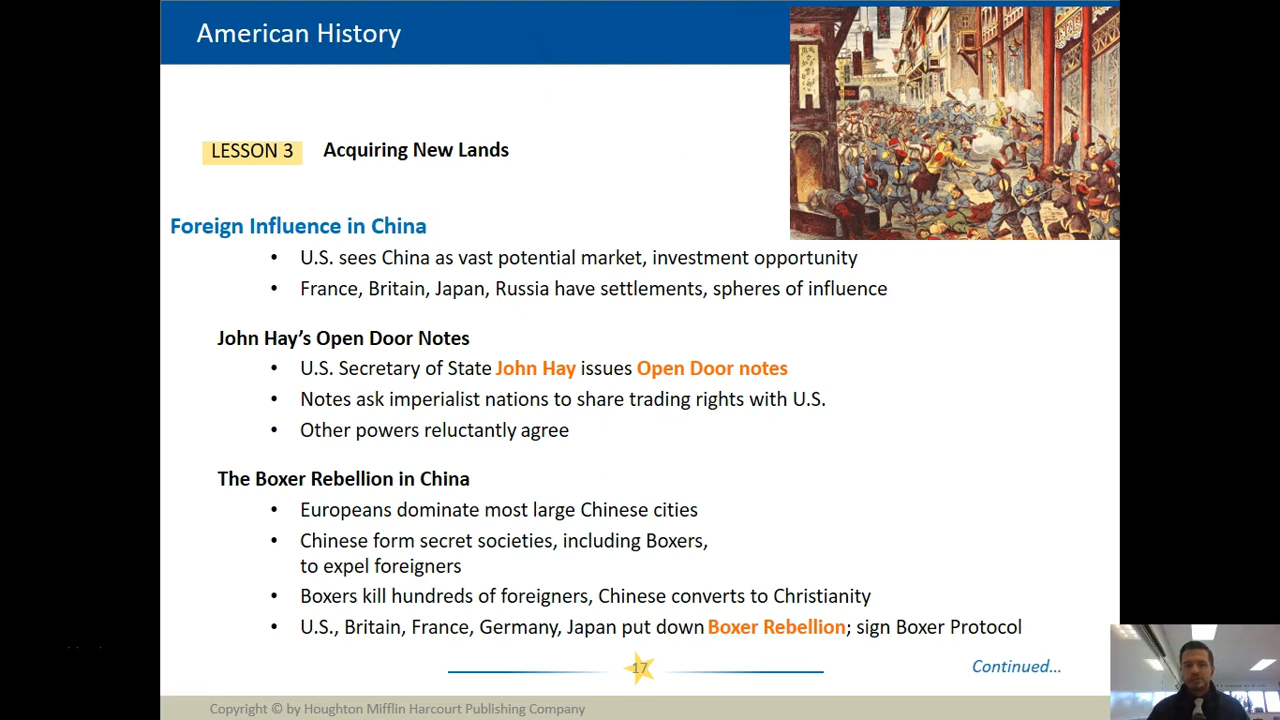 American History
LESSON 3 Acquiring New Lands
Foreign Influence in China
• U.S. sees China as vast potential market, investment opportunity
• France, Britain, Japan, Russia have settlements, spheres of influence
John Hay’s Open Door Notes
• U.S. Secretary of State John Hay issues Open Door notes
• Notes ask imperialist nations to share trading rights with U.S.
• Other powers reluctantly agree
The Boxer Rebellion in China
• Europeans dominate most large Chinese cities
• Chinese form secret societies, including Boxers,
to expel foreigners
• Boxers kill hundreds of foreigners, Chinese converts to Christianity
• U.S., Britain, France, Germany, Japan put down Boxer Rebellion; sign Boxer Protocol
17
Continued…
Copyright © by Houghton Mifflin Harcourt Publishing Company